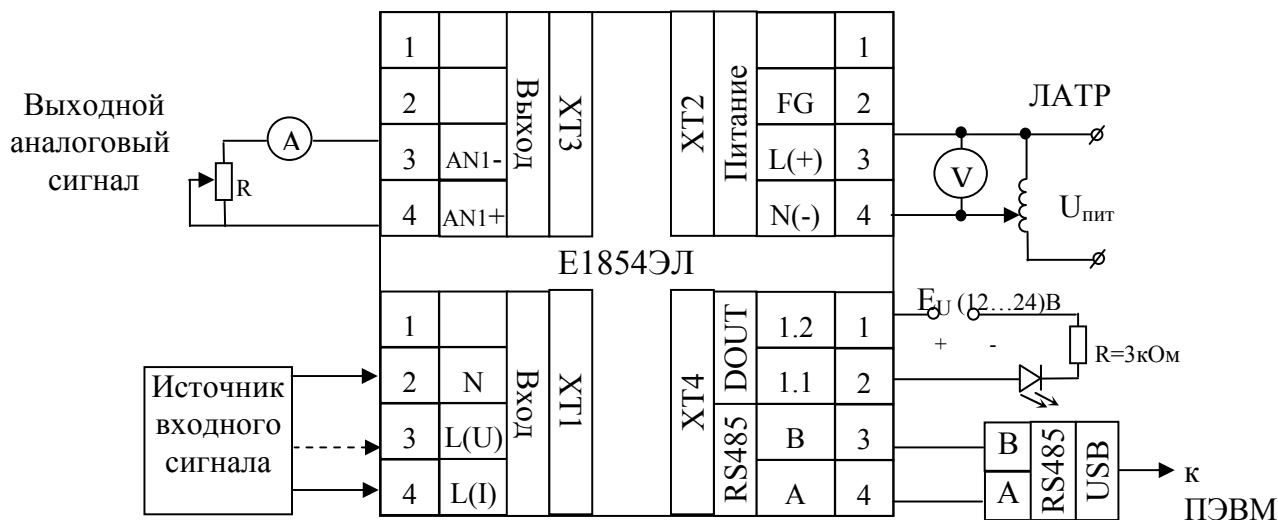 Выходной
аналоговый
сигнал
A
R
1
2
3 AN1-
4 AN1+
Выход
XT3
XT2
Питание
1
FG 2
L(+) 3
N(-) 4
ЛАТР
V
Uпит
E1854ЭЛ
Источник
входного
сигнала
1
2 N
3 L(U)
4 L(I)
Вход
XT1
XT4
DOUT
RS485
1.2 1
1.1 2
B 3
A 4
EU (12...24)В
+ -
R=3кОм
B
A
RS485
USB
к
ПЭВМ